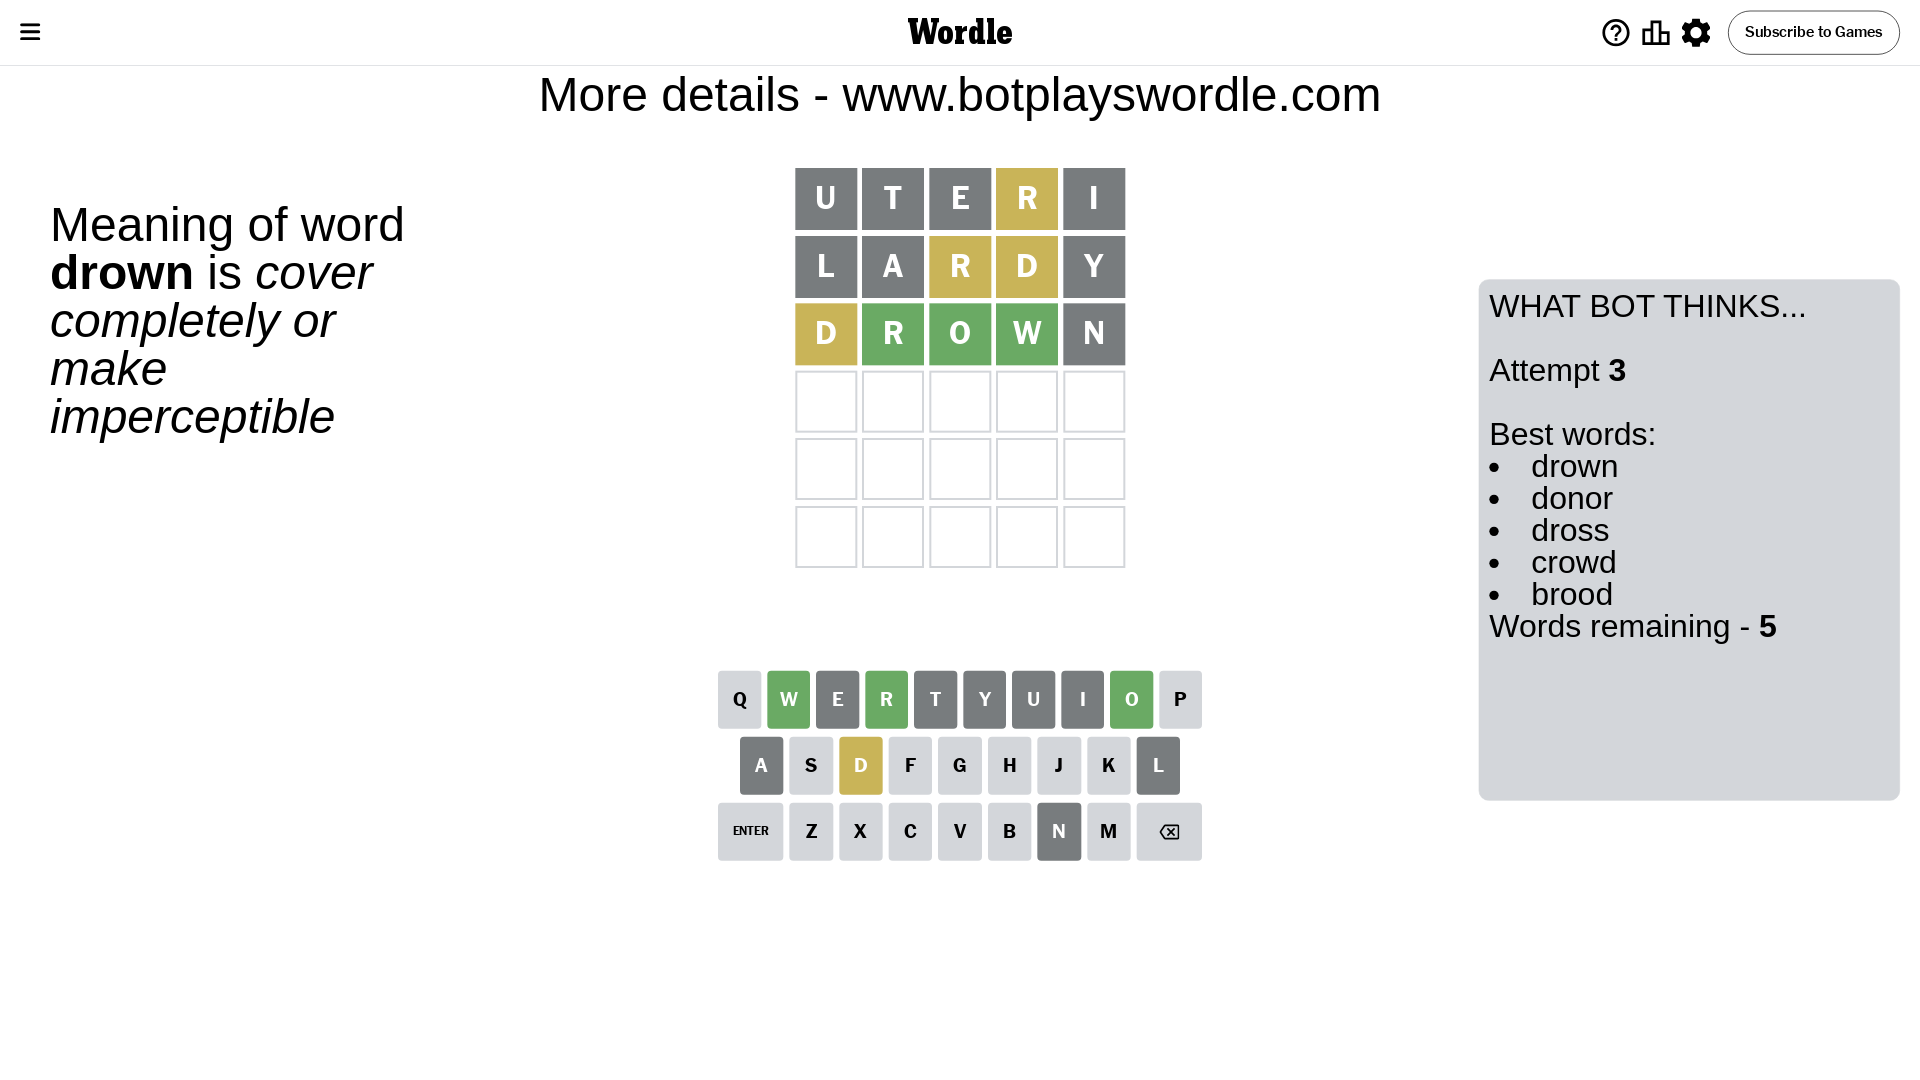 Wordle
Subscribe to Games
More details - www.botplayswordle.com
Meaning of word
drown is cover
completely or
make
imperceptible
U T E R I
L A R D Y
D R O W N
WHAT BOT THINKS...
Attempt 3
Best words:
• drown
• donor
• dross
• crowd
• brood
Words remaining - 5
Q W E R T Y U I O P
A S D F G H J K L
ENTER Z X C V B N M